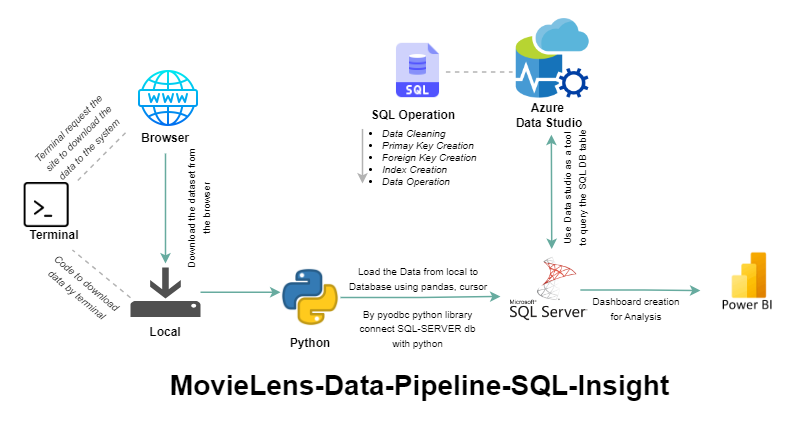 WWW
Browser
Terminal request the
site to download the
data to the system
>_
Terminal
Code to download
data by terminal
Download the dataset from
the browser
Local
Python
Load the Data from local to
Database using pandas, cursor
By pyodbc python library
connect SQL-SERVER db
with python
SQL
SQL Operation
Data Cleaning
Primay Key Creation
Foreign Key Creation
Index Creation
Data Operation
Azure
Data Studio
Use Data studio as a tool
to query the SQL DB table
Microsoft®
SQL Server
Dashboard creation
for Analysis
Power BI
MovieLens-Data-Pipeline-SQL-Insight